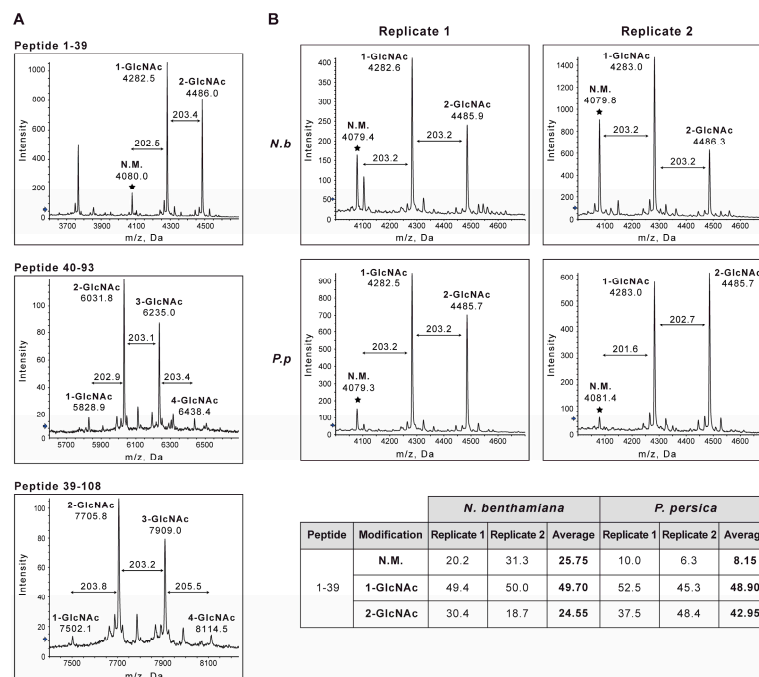 A
Peptide 1-39
1000
800
600
400
200
0
Intensity
1-GlcNAc
4282.5
2-GlcNAc
4486.0
203.4
202.5
N.M.
4080.0
3700 3900 4100 4300 4500
m/z, Da
Peptide 40-93
100
80
60
40
20
0
Intensity
2-GlcNAc
6031.8
3-GlcNAc
6235.0
203.1
202.9
203.4
1-GlcNAc
5828.9
4-GlcNAc
6438.4
5700 5900 6100 6300 6500
m/z, Da
Peptide 39-108
100
80
60
40
20
0
Intensity
2-GlcNAc
7705.8
3-GlcNAc
7909.0
203.2
203.8
205.5
1-GlcNAc
7502.1
4-GlcNAc
8114.5
7500 7700 7900 8100
m/z, Da
B
Replicate 1
Replicate 2
N.b
400
350
300
250
200
150
100
50
0
Intensity
1-GlcNAc
4282.6
2-GlcNAc
4485.9
N.M.
4079.4
203.2
203.2
4100 4200 4300 4400 4500 4600
m/z, Da
1400
1200
1000
800
600
400
200
0
Intensity
1-GlcNAc
4283.0
N.M.
4079.8
2-GlcNAc
4486.3
203.2
203.2
4100 4200 4300 4400 4500 4600
m/z, Da
P.p
900
800
700
600
500
400
300
200
100
0
Intensity
1-GlcNAc
4282.5
2-GlcNAc
4485.7
203.2
203.2
N.M.
4079.3
4100 4200 4300 4400 4500 4600
m/z, Da
600
500
400
300
200
100
0
Intensity
1-GlcNAc
4283.0
2-GlcNAc
4485.7
202.7
201.6
N.M.
4081.4
4100 4200 4300 4400 4500 4600
m/z, Da
N. benthamiana P. persica
Peptide Modification Replicate 1 Replicate 2 Average Replicate 1 Replicate 2 Averag
N.M. 20.2 31.3 25.75 10.0 6.3 8.15
1-39 1-GlcNAc 49.4 50.0 49.70 52.5 45.3 48.90
2-GlcNAc 30.4 18.7 24.55 37.5 48.4 42.95